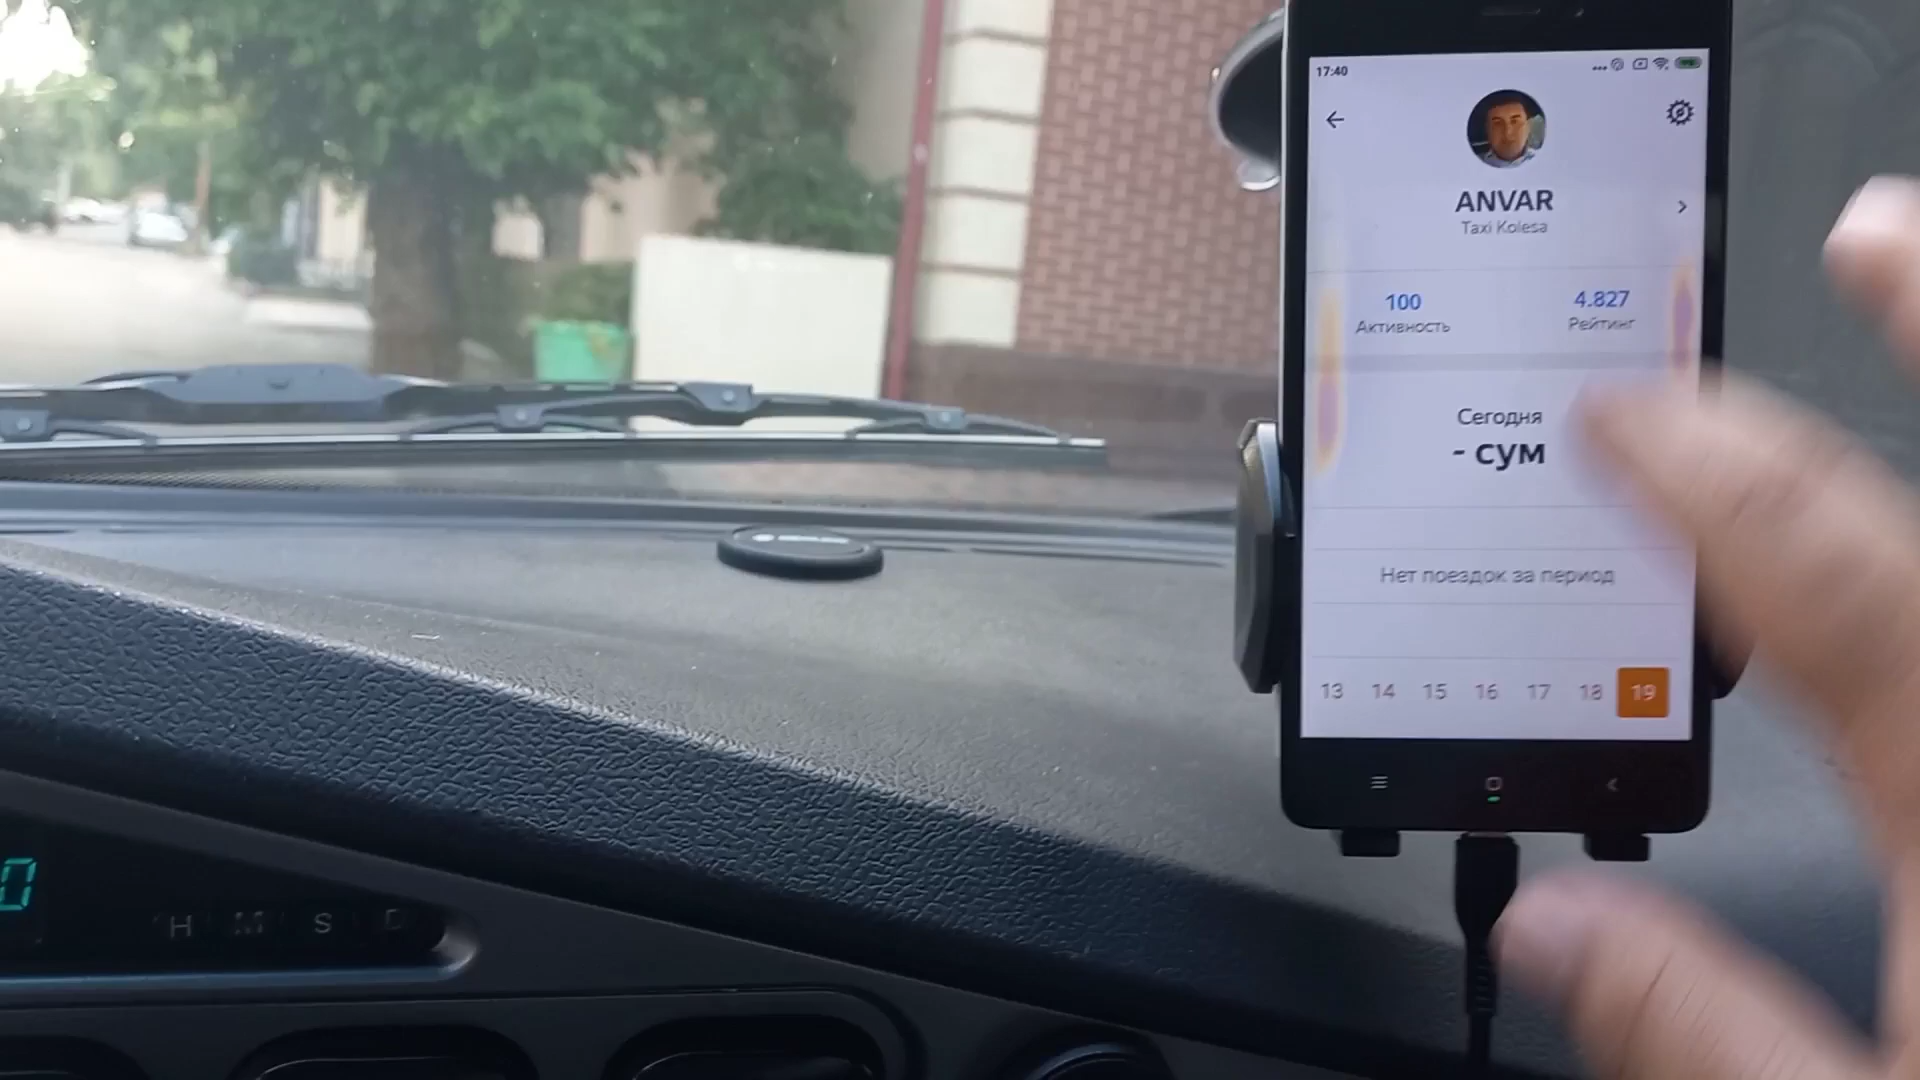 17:40
ANVAR
Taxi Kolesa
100
Активность
4.827
Рейтинг
Сегодня
- сум
Нет поездок за период
13 14 15 16 17 18 19
0
H M S D